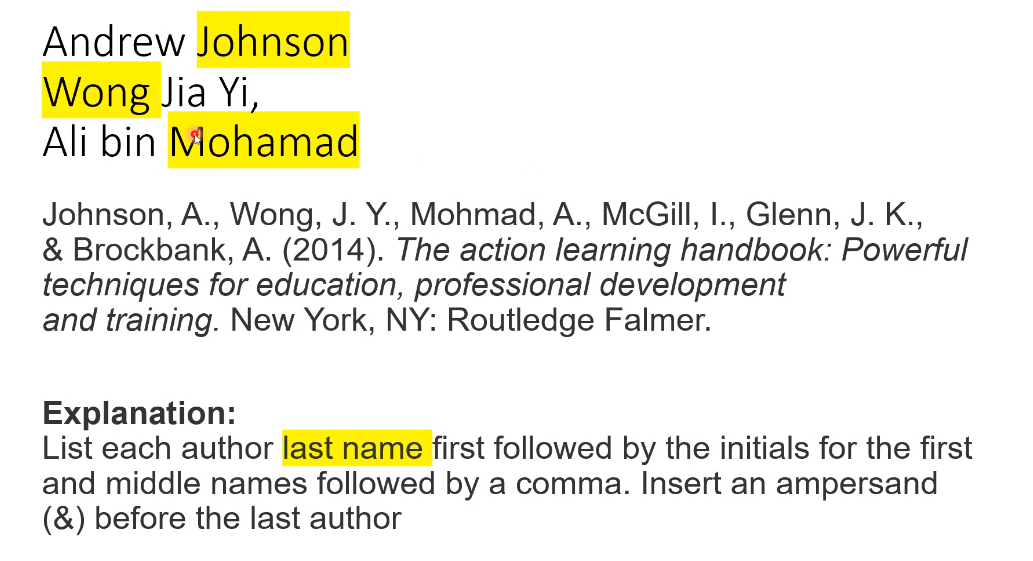 Andrew Johnson
Wong Jia Yi,
Ali bin Mohamad
Johnson, A., Wong, J. Y., Mohmad, A., McGill, I., Glenn, J. K.,
& Brockbank, A. (2014). The action learning handbook: Powerful
techniques for education, professional development
and training. New York, NY: Routledge Falmer.
Explanation:
List each author last name first followed by the initials for the first
and middle names followed by a comma. Insert an ampersand
(&) before the last author